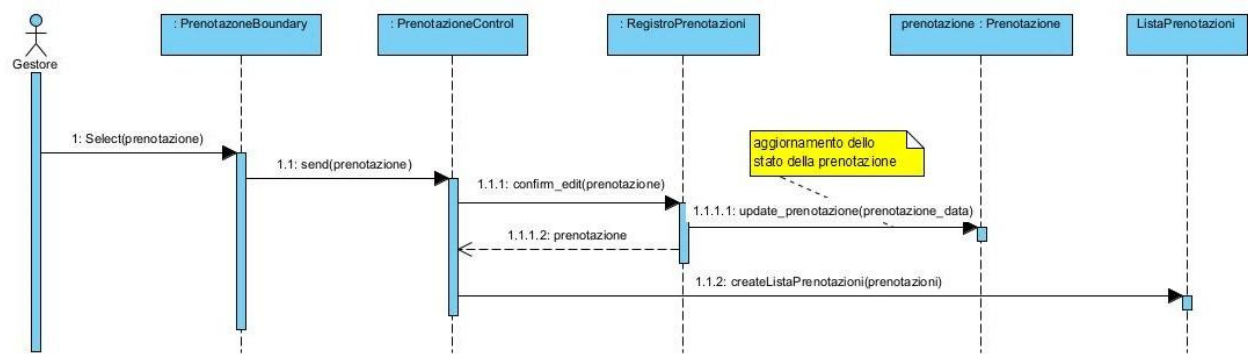 : PrenotazoneBoundary
: PrenotazioneControl
: RegistroPrenotazioni
prenotazione : Prenotazione
ListaPrenotazioni
Gestore
1: Select(prenotazione)
1.1: send(prenotazione)
aggiornamento dello
stato della prenotazione
1.1.1: confirm_edit(prenotazione)
1.1.1.1: update_prenotazione(prenotazione_data)
1.1.1.2: prenotazione
1.1.2: createListaPrenotazioni(prenotazioni)